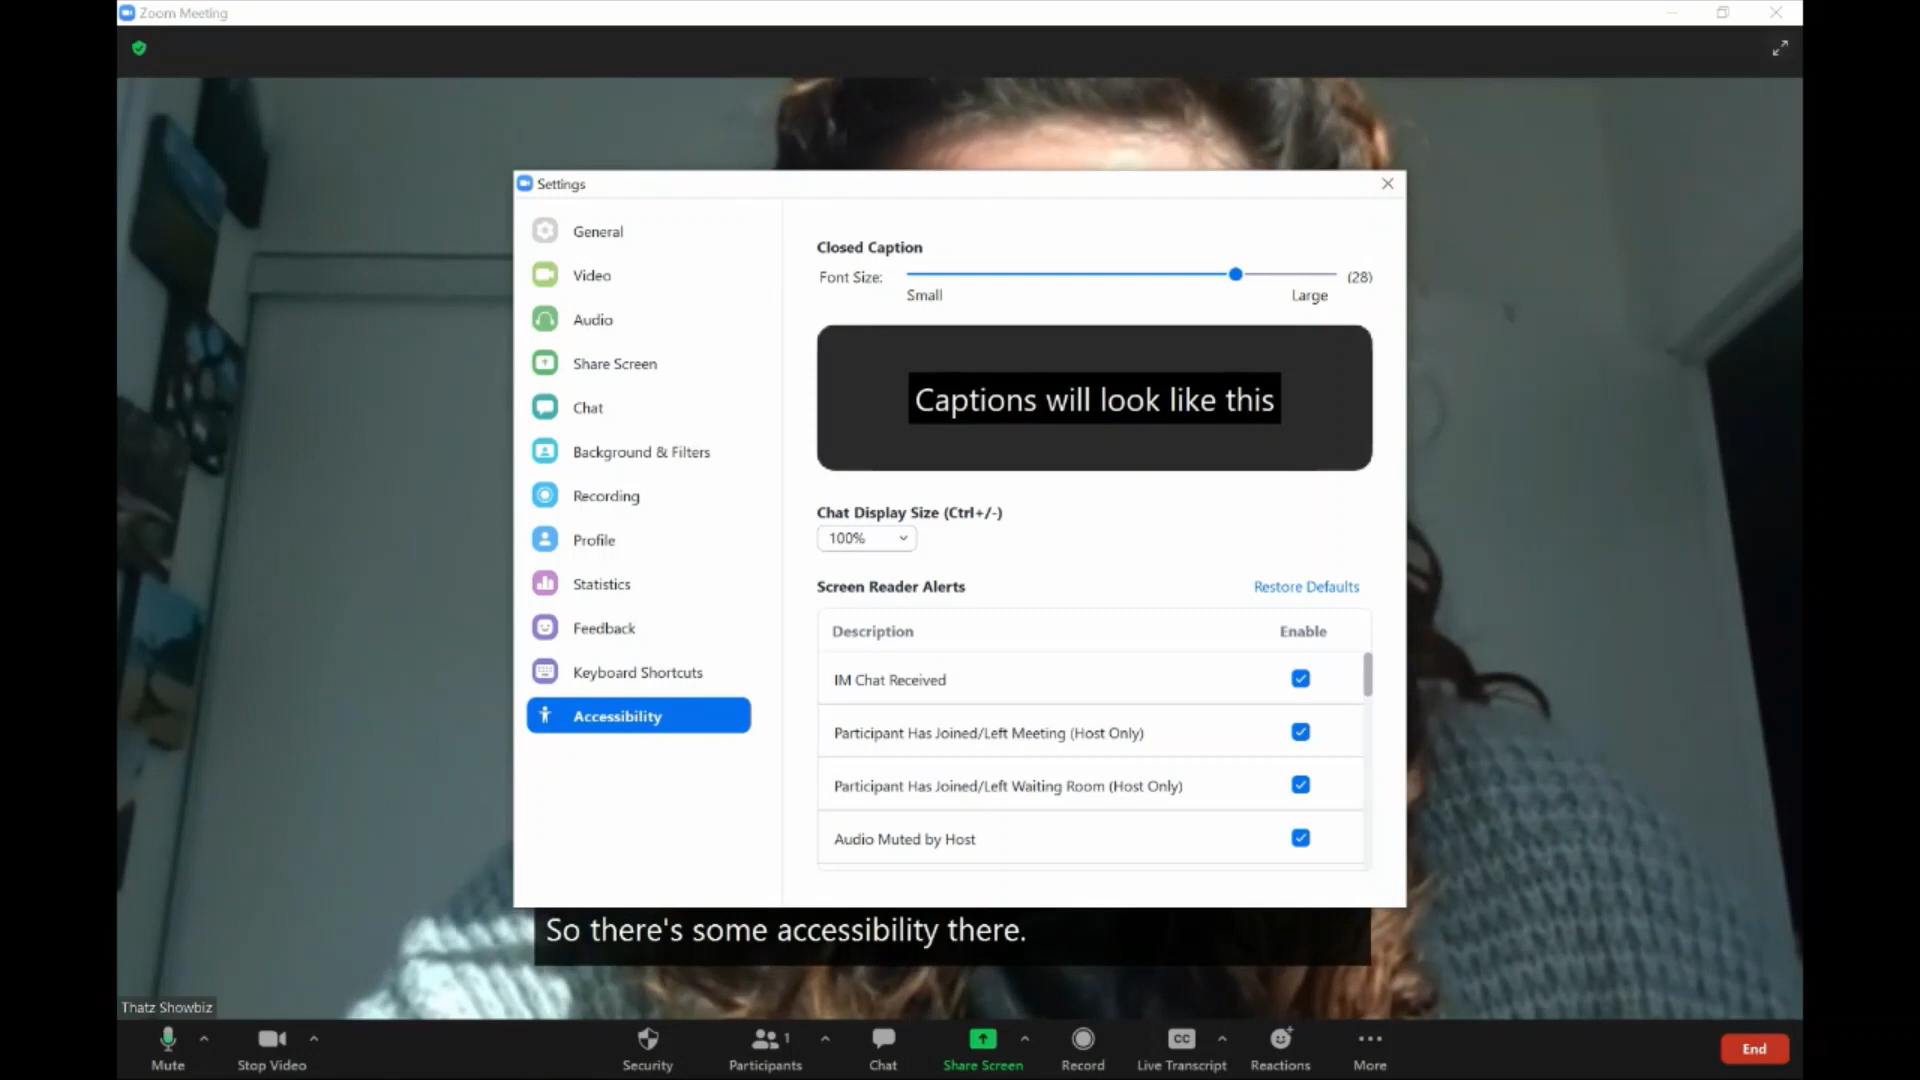 Zoom Meeting
Settings
General
Video
Audio
Share Screen
Chat
Background & Filters
Recording
Profile
Statistics
Feedback
Keyboard Shortcuts
Accessibility
Closed Caption
Font Size:
(28)
Small
Large
Captions will look like this
Chat Display Size (Ctrl+/-)
100%
Screen Reader Alerts
Restore Defaults
Description
Enable
IM Chat Received
Participant Has Joined/Left Meeting (Host Only)
Participant Has Joined/Left Waiting Room (Host Only)
Audio Muted by Host
So there's some accessibility there.
Thatz Showbiz
1
CC
Mute
Stop Video
Security
Participants
Chat
Share Screen
Record
Live Transcript
Reactions
More
End